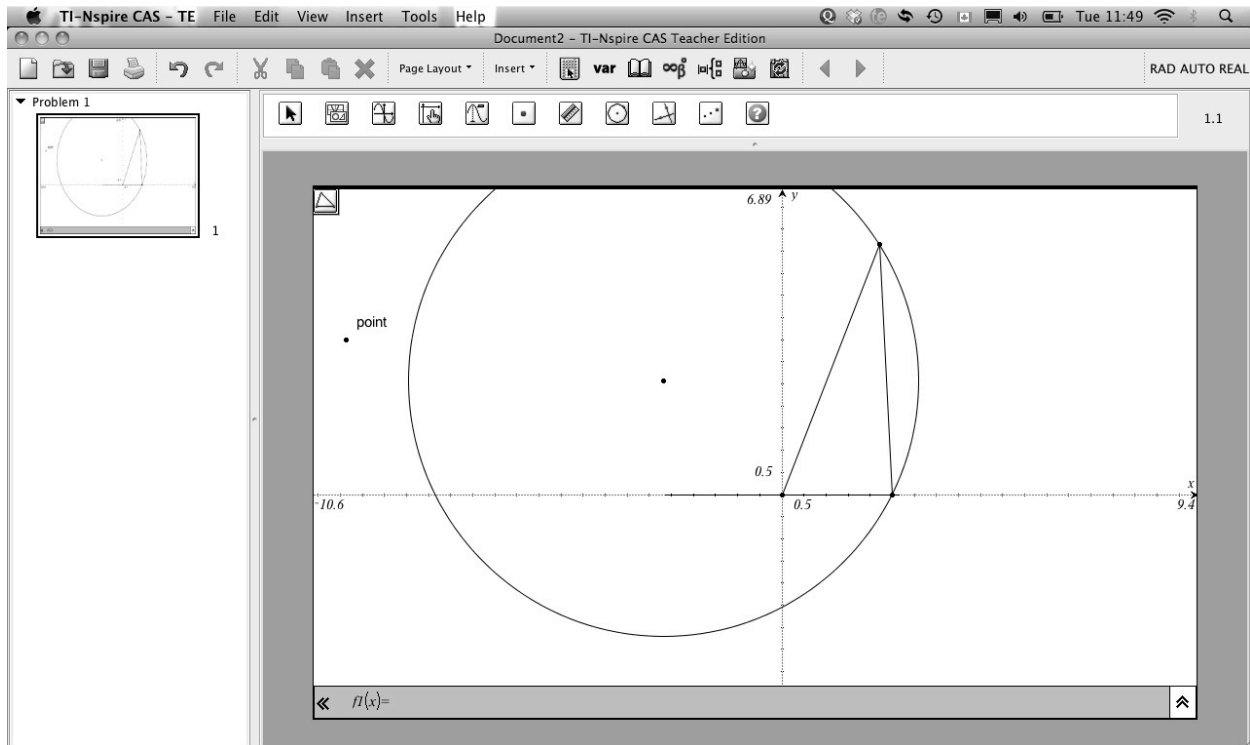 TI-Nspire CAS - TE File Edit View Insert Tools Help Tue 11:49
Document2 - TI-Nspire CAS Teacher Edition
Page Layout Insert var ∞β° RAD AUTO REAL
Problem 1
1
1.1
6.89 y
point
0.5
x
-10.6 0.5 9.4
f1(x)=